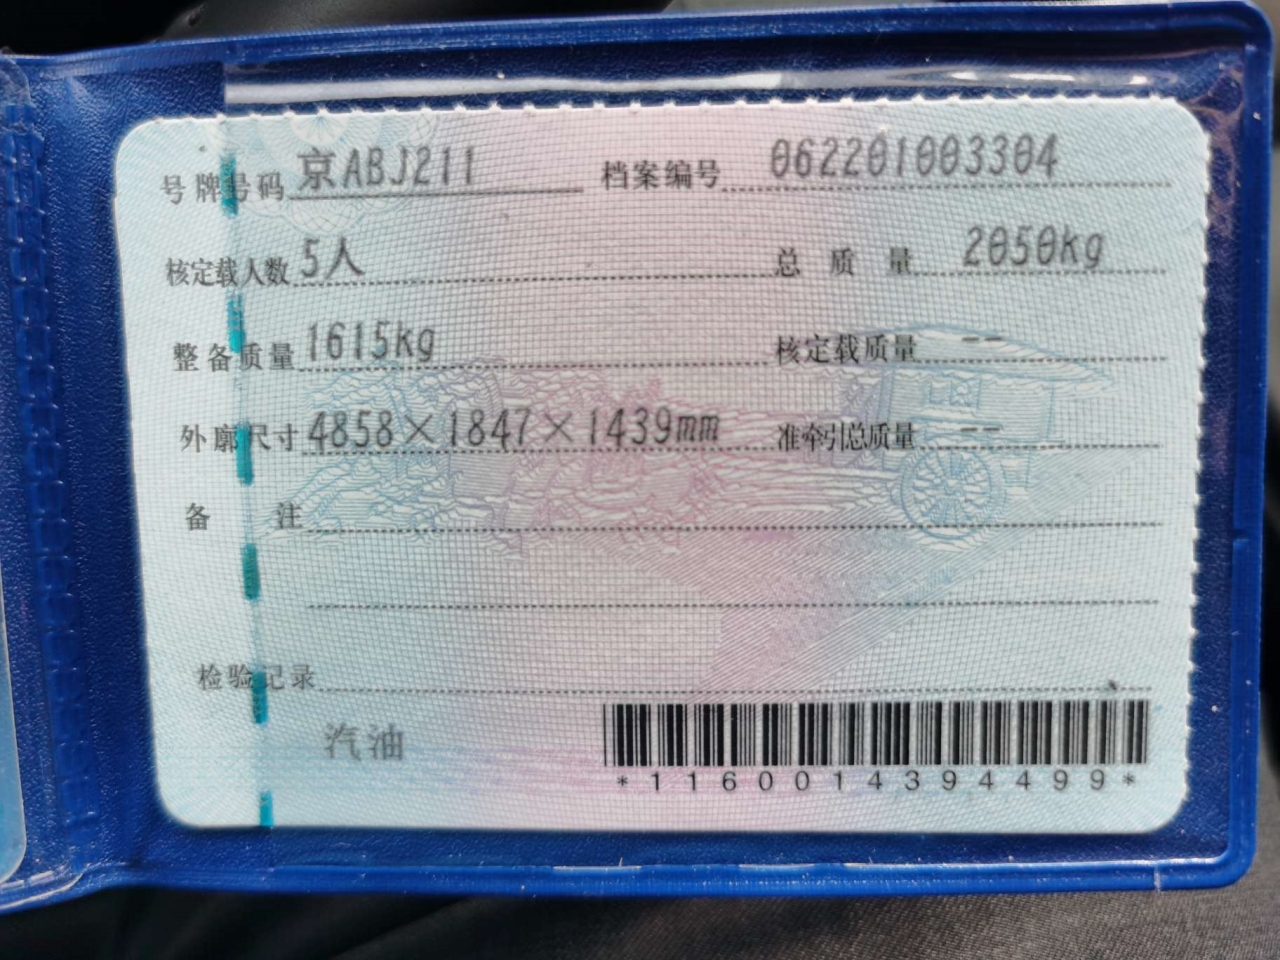 号牌号码 京ABJ211 档案编号 062201003304
核定载人数 5人 总质量 2050kg
整备质量 1615kg 核定载质量 --
外廓尺寸 4858×1847×1439mm 准牵引总质量 --
备注
检验记录
汽油
*1160014394499*